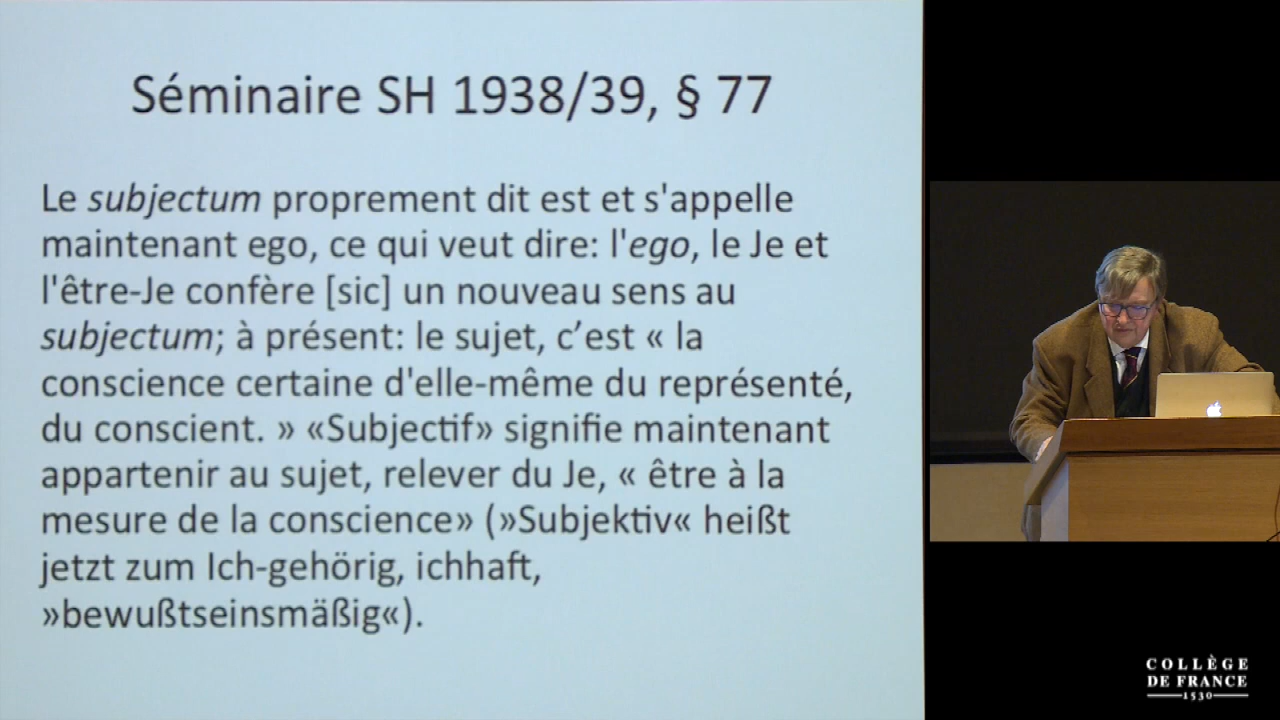 Séminaire SH 1938/39, § 77
Le subjectum proprement dit est et s'appelle
maintenant ego, ce qui veut dire: l'ego, le Je et
l'être-Je confère [sic] un nouveau sens au
subjectum; à présent: le sujet, c’est « la
conscience certaine d'elle-même du représenté,
du conscient. » «Subjectif» signifie maintenant
appartenir au sujet, relever du Je, « être à la
mesure de la conscience» (»Subjektiv« heißt
jetzt zum Ich-gehörig, ichhaft,
»bewußtseinsmäßig«).
COLLÈGE
DE FRANCE
1530